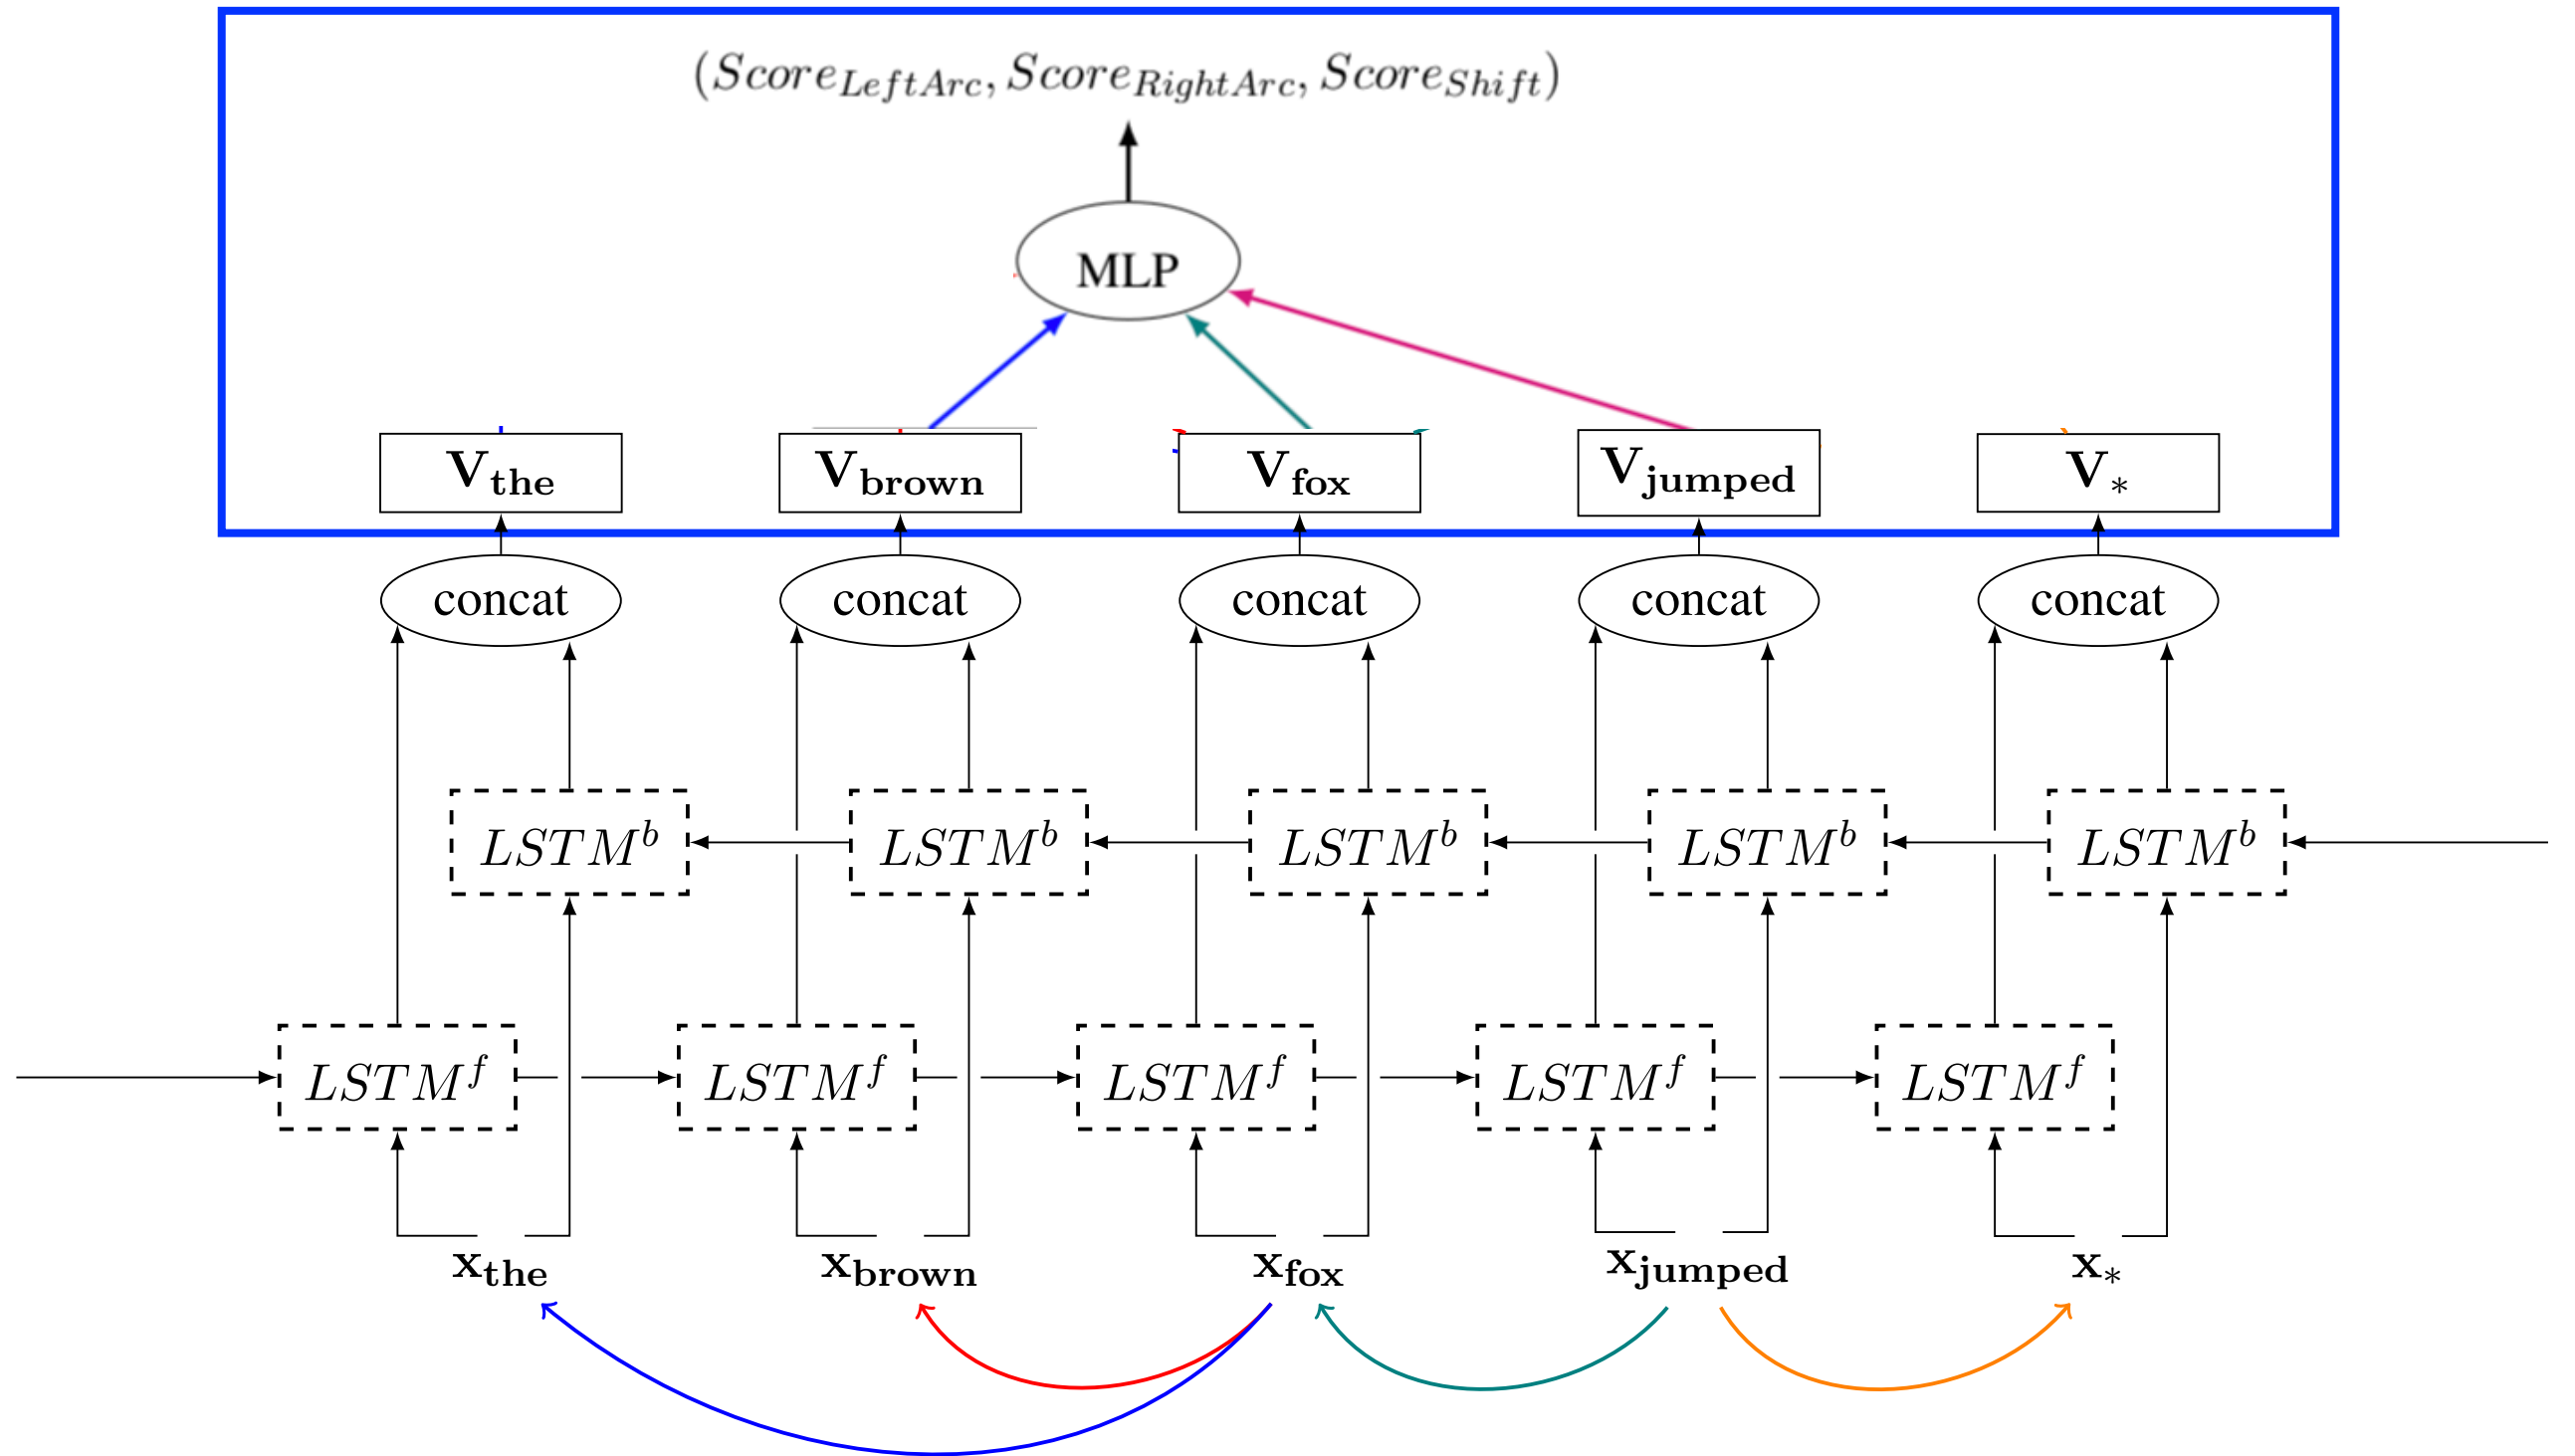 (Score_LeftArc, Score_RightArc, Score_Shift)
MLP
V_the V_brown V_fox V_jumped V_*
concat concat concat concat concat
LSTM^b LSTM^b LSTM^b LSTM^b LSTM^b
LSTM^f LSTM^f LSTM^f LSTM^f LSTM^f
x_the x_brown x_fox x_jumped x_*